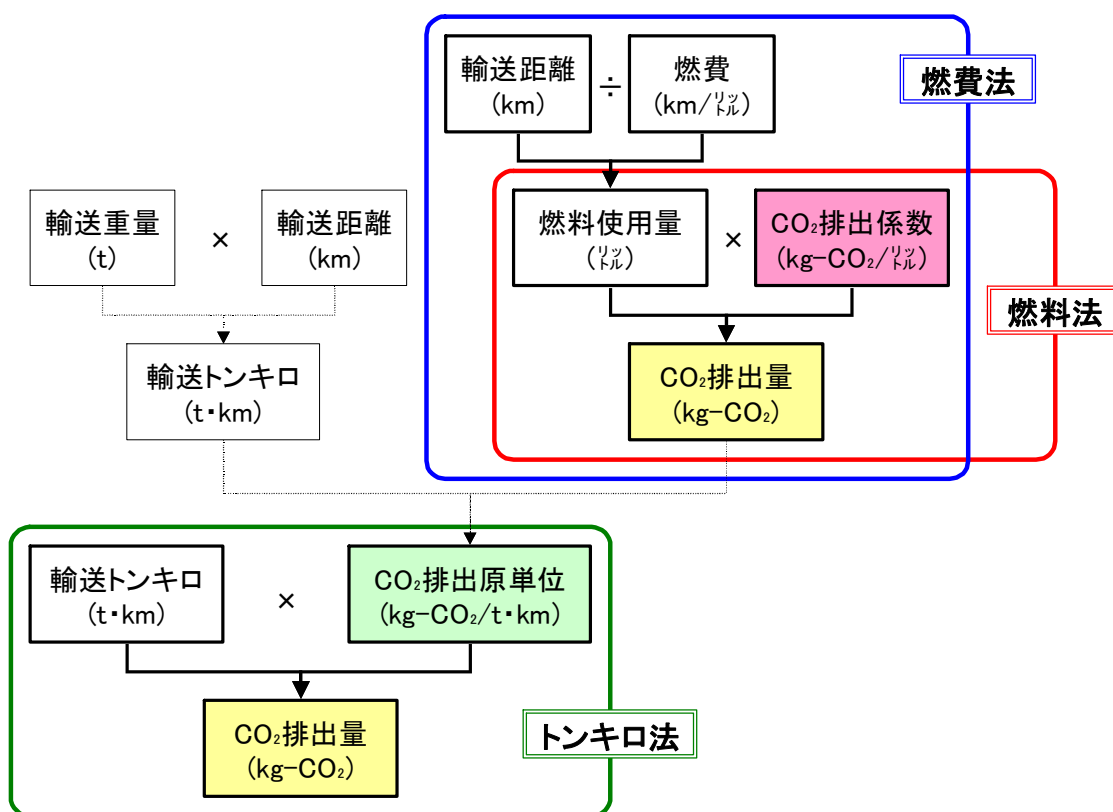 輸送距離
(km)
÷
燃費
(km/リットル)
燃費法
輸送重量
(t)
×
輸送距離
(km)
燃料使用量
(リットル)
×
CO₂排出係数
(kg-CO₂/リットル)
燃料法
輸送トンキロ
(t・km)
CO₂排出量
(kg-CO₂)
輸送トンキロ
(t・km)
×
CO₂排出原単位
(kg-CO₂/t・km)
CO₂排出量
(kg-CO₂)
トンキロ法